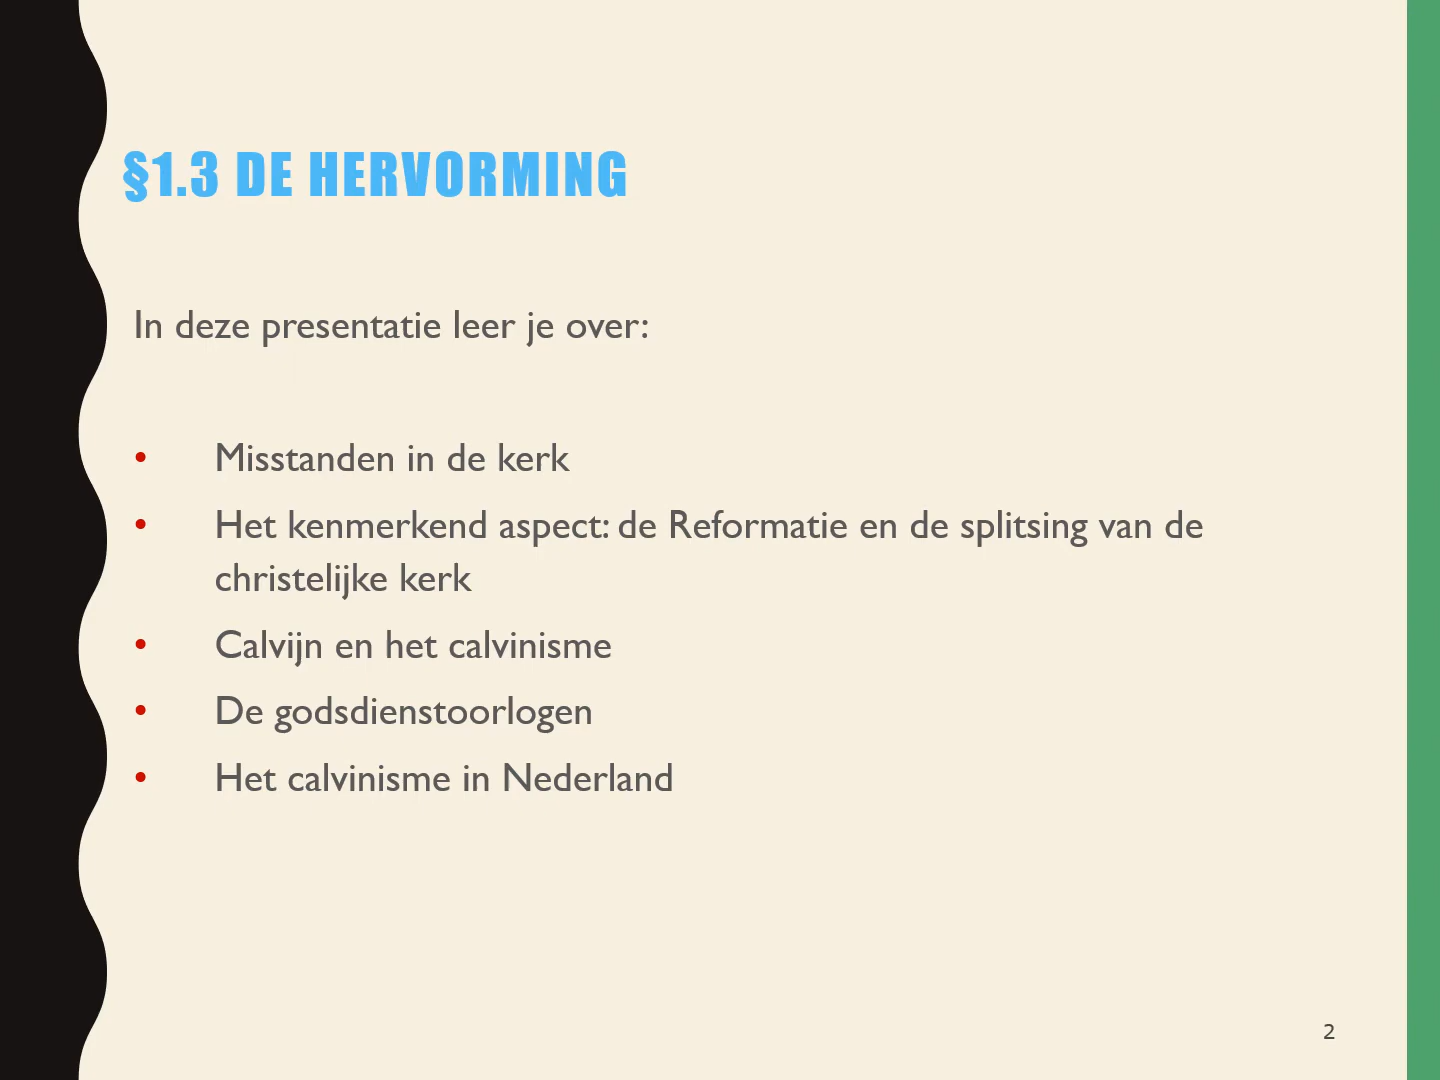 §1.3 DE HERVORMING
In deze presentatie leer je over:
• Misstanden in de kerk
• Het kenmerkend aspect: de Reformatie en de splitsing van de
christelijke kerk
• Calvijn en het calvinisme
• De godsdienstoorlogen
• Het calvinisme in Nederland
2